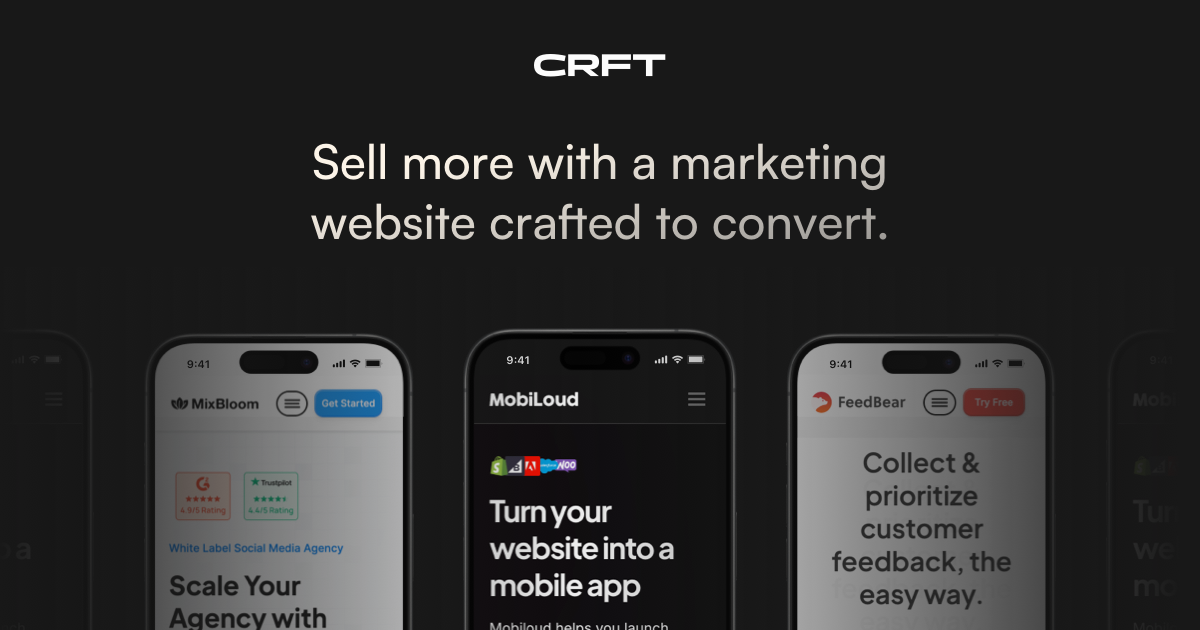 CRFT
Sell more with a marketing
website crafted to convert.
9:41
MixBloom
Get Started
Trustpilot
4.9/5 Rating
4.4/5 Rating
White Label Social Media Agency
Scale Your
Agency with
9:41
MobiLoud
Turn your
website into a
mobile app
Mobiloud helps you launch
9:41
FeedBear
Try Free
Collect &
prioritize
customer
feedback, the
easy way.